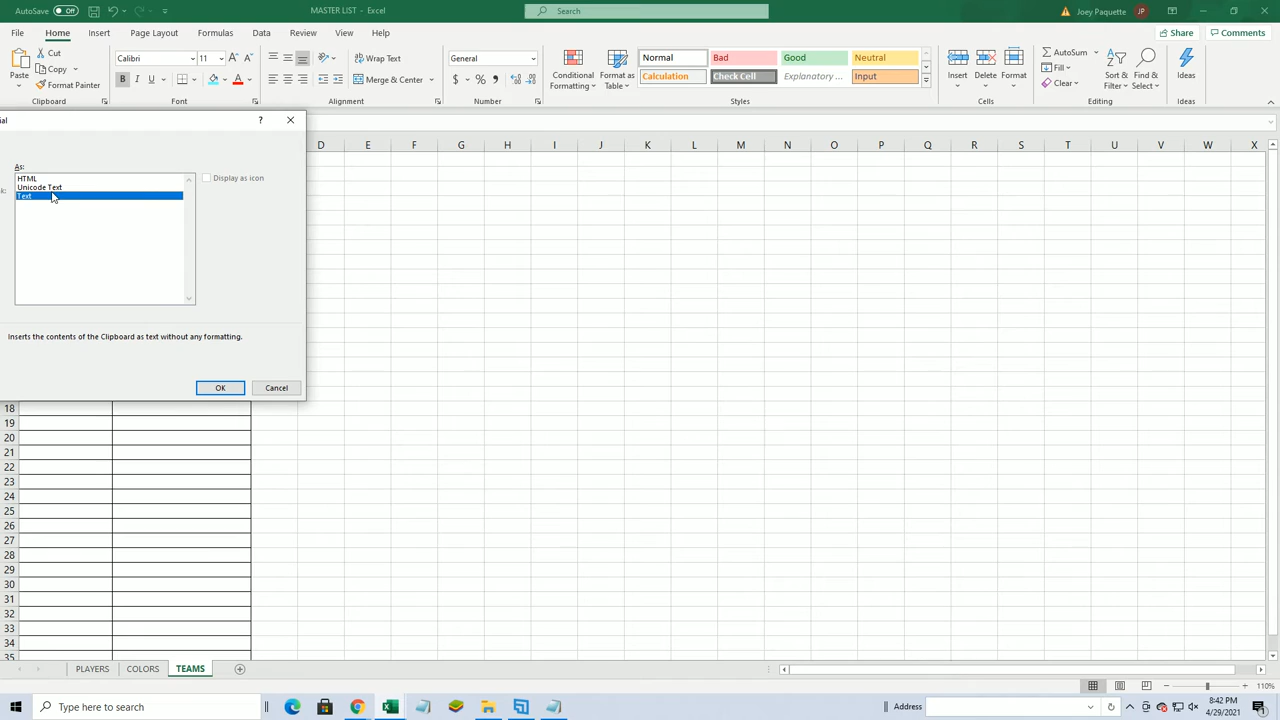 AutoSave Off MASTER LIST - Excel Search Joey Paquette JP
File Home Insert Page Layout Formulas Data Review View Help Share Comments
Paste Cut Copy Format Painter
Calibri 11 B I U A
Wrap Text Merge & Center
General $ % ,
Conditional Formatting Format as Table
Normal Bad Good Neutral
Calculation Check Cell Explanatory ... Input
Insert Delete Format
AutoSum Fill Clear
Sort & Filter Find & Select Ideas
Clipboard Font Alignment Number Styles Cells Editing Ideas
ial ?
D E F G H I J K L M N O P Q R S T U V W X
As:
HTML
Unicode Text
Text
k:
Display as icon
Inserts the contents of the Clipboard as text without any formatting.
OK Cancel
18
19
20
21
22
23
24
25
26
27
28
29
30
31
32
33
34
35
PLAYERS COLORS TEAMS
110%
Type here to search Address 8:42 PM
4/29/2021
1